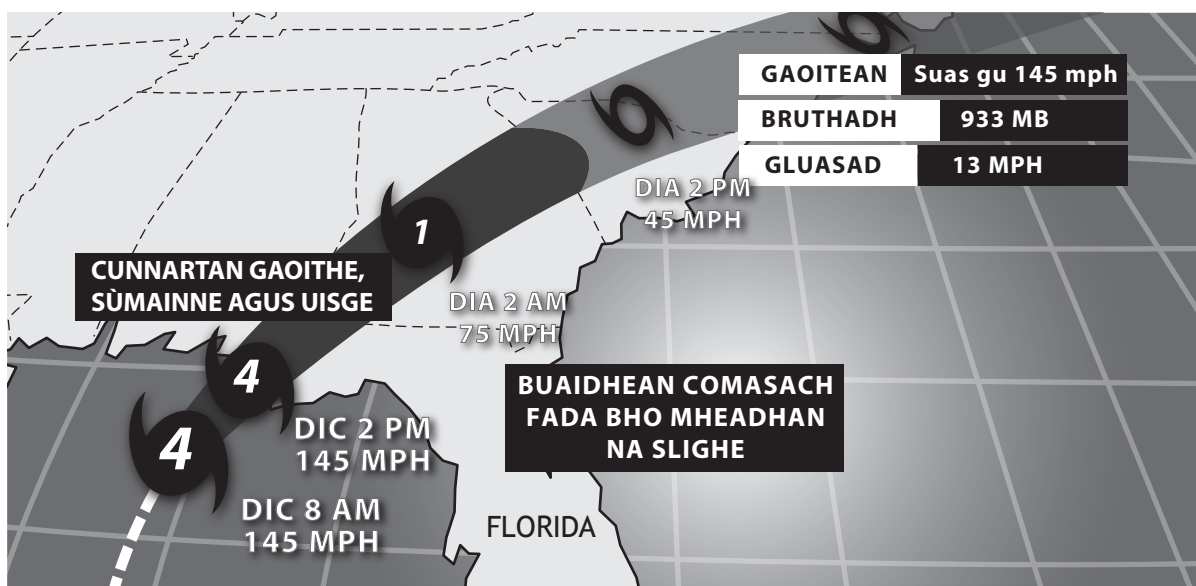 GAOITEAN Suas gu 145 mph
BRUTHADH 933 MB
GLUASAD 13 MPH
DIA 2 PM
45 MPH
1
CUNNARTAN GAOITHE,
SÙMAINNE AGUS UISGE
DIA 2 AM
75 MPH
4
BUAIDHEAN COMASACH
FADA BHO MHEADHAN
NA SLIGHE
DIC 2 PM
145 MPH
4
DIC 8 AM
145 MPH
FLORIDA